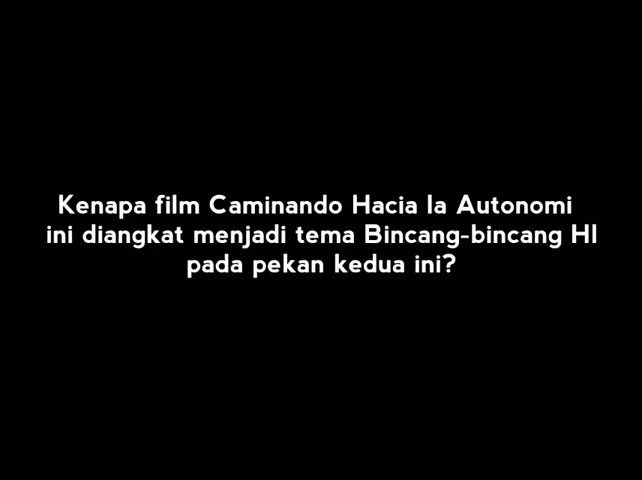 Kenapa film Caminando Hacia la Autonomi
ini diangkat menjadi tema Bincang-bincang HI
pada pekan kedua ini?